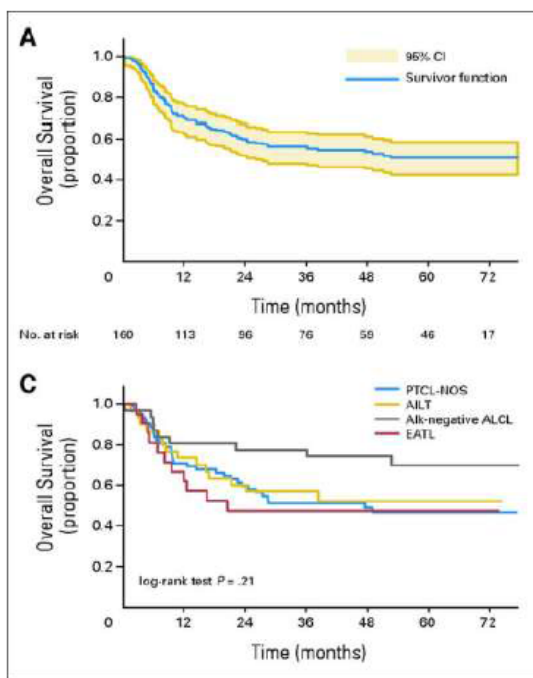 A
1.0
0.8
0.6
0.4
0.2
Overall Survival
(proportion)
95% CI
Survivor function
0 12 24 36 48 60 72
Time (months)
No. at risk 160 113 96 76 59 46 17
C
1.0
0.8
0.6
0.4
0.2
Overall Survival
(proportion)
PTCL-NOS
AILT
Alk-negative ALCL
EATL
log-rank test P = .21
0 12 24 36 48 60 72
Time (months)